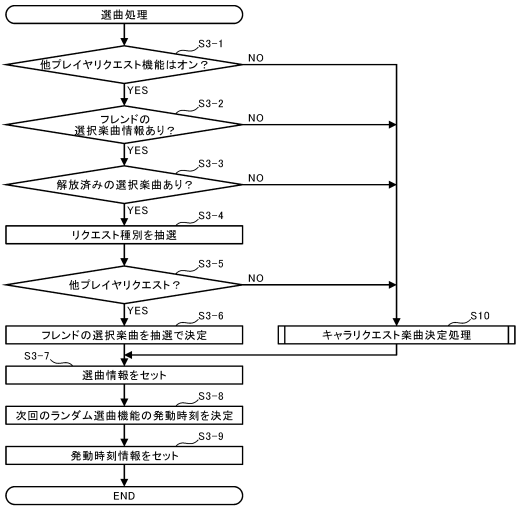 選曲処理
S3-1
他プレイヤリクエスト機能はオン？
NO
YES
S3-2
フレンドの
選択楽曲情報あり？
NO
YES
S3-3
解放済みの選択楽曲あり？
NO
YES
S3-4
リクエスト種別を抽選
S3-5
他プレイヤリクエスト？
NO
YES
S3-6
フレンドの選択楽曲を抽選で決定
S10
キャラリクエスト楽曲決定処理
S3-7
選曲情報をセット
S3-8
次回のランダム選曲機能の発動時刻を決定
S3-9
発動時刻情報をセット
END